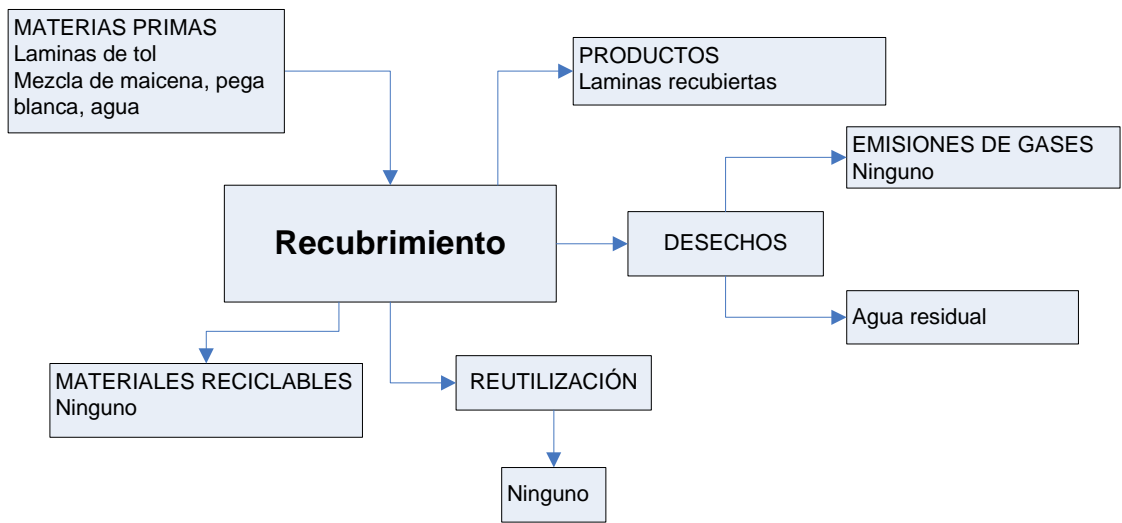 MATERIAS PRIMAS
Laminas de tol
Mezcla de maicena, pega
blanca, agua
PRODUCTOS
Laminas recubiertas
EMISIONES DE GASES
Ninguno
Recubrimiento
DESECHOS
Agua residual
MATERIALES RECICLABLES
Ninguno
REUTILIZACIÓN
Ninguno